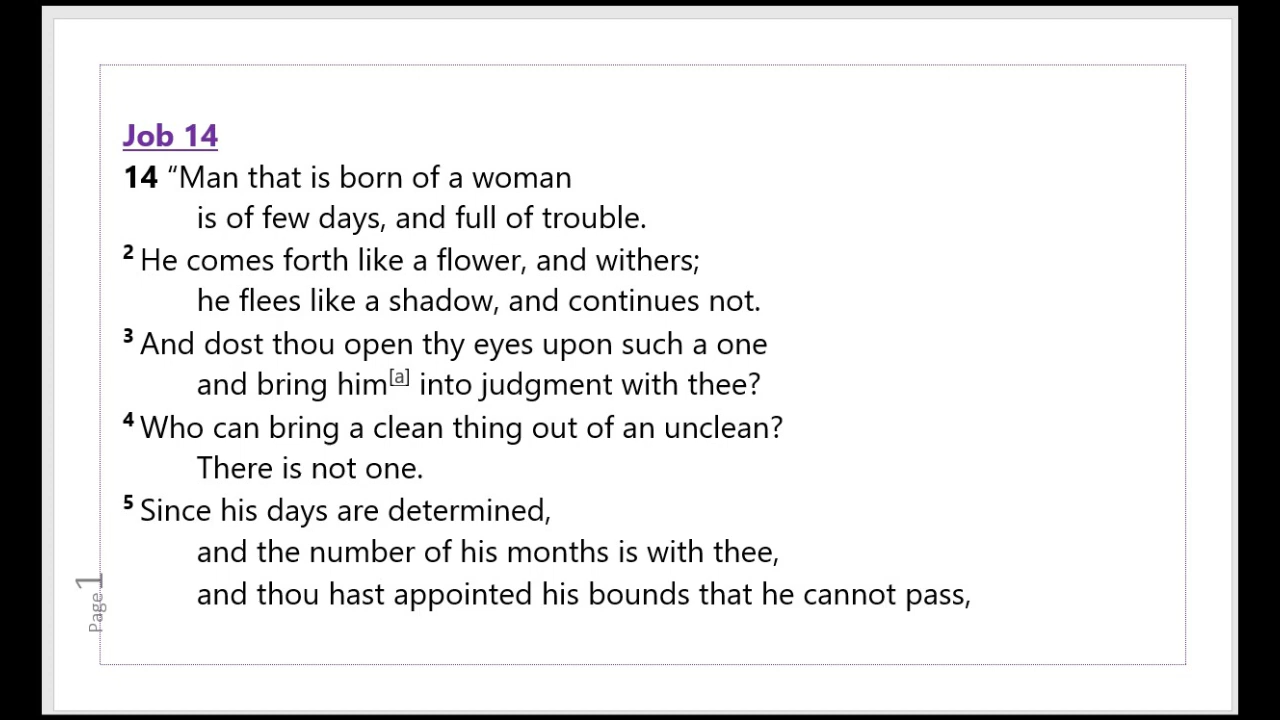 Job 14
14 “Man that is born of a woman
is of few days, and full of trouble.
2 He comes forth like a flower, and withers;
he flees like a shadow, and continues not.
3 And dost thou open thy eyes upon such a one
and bring him[a] into judgment with thee?
4 Who can bring a clean thing out of an unclean?
There is not one.
5 Since his days are determined,
and the number of his months is with thee,
and thou hast appointed his bounds that he cannot pass,
Page 1